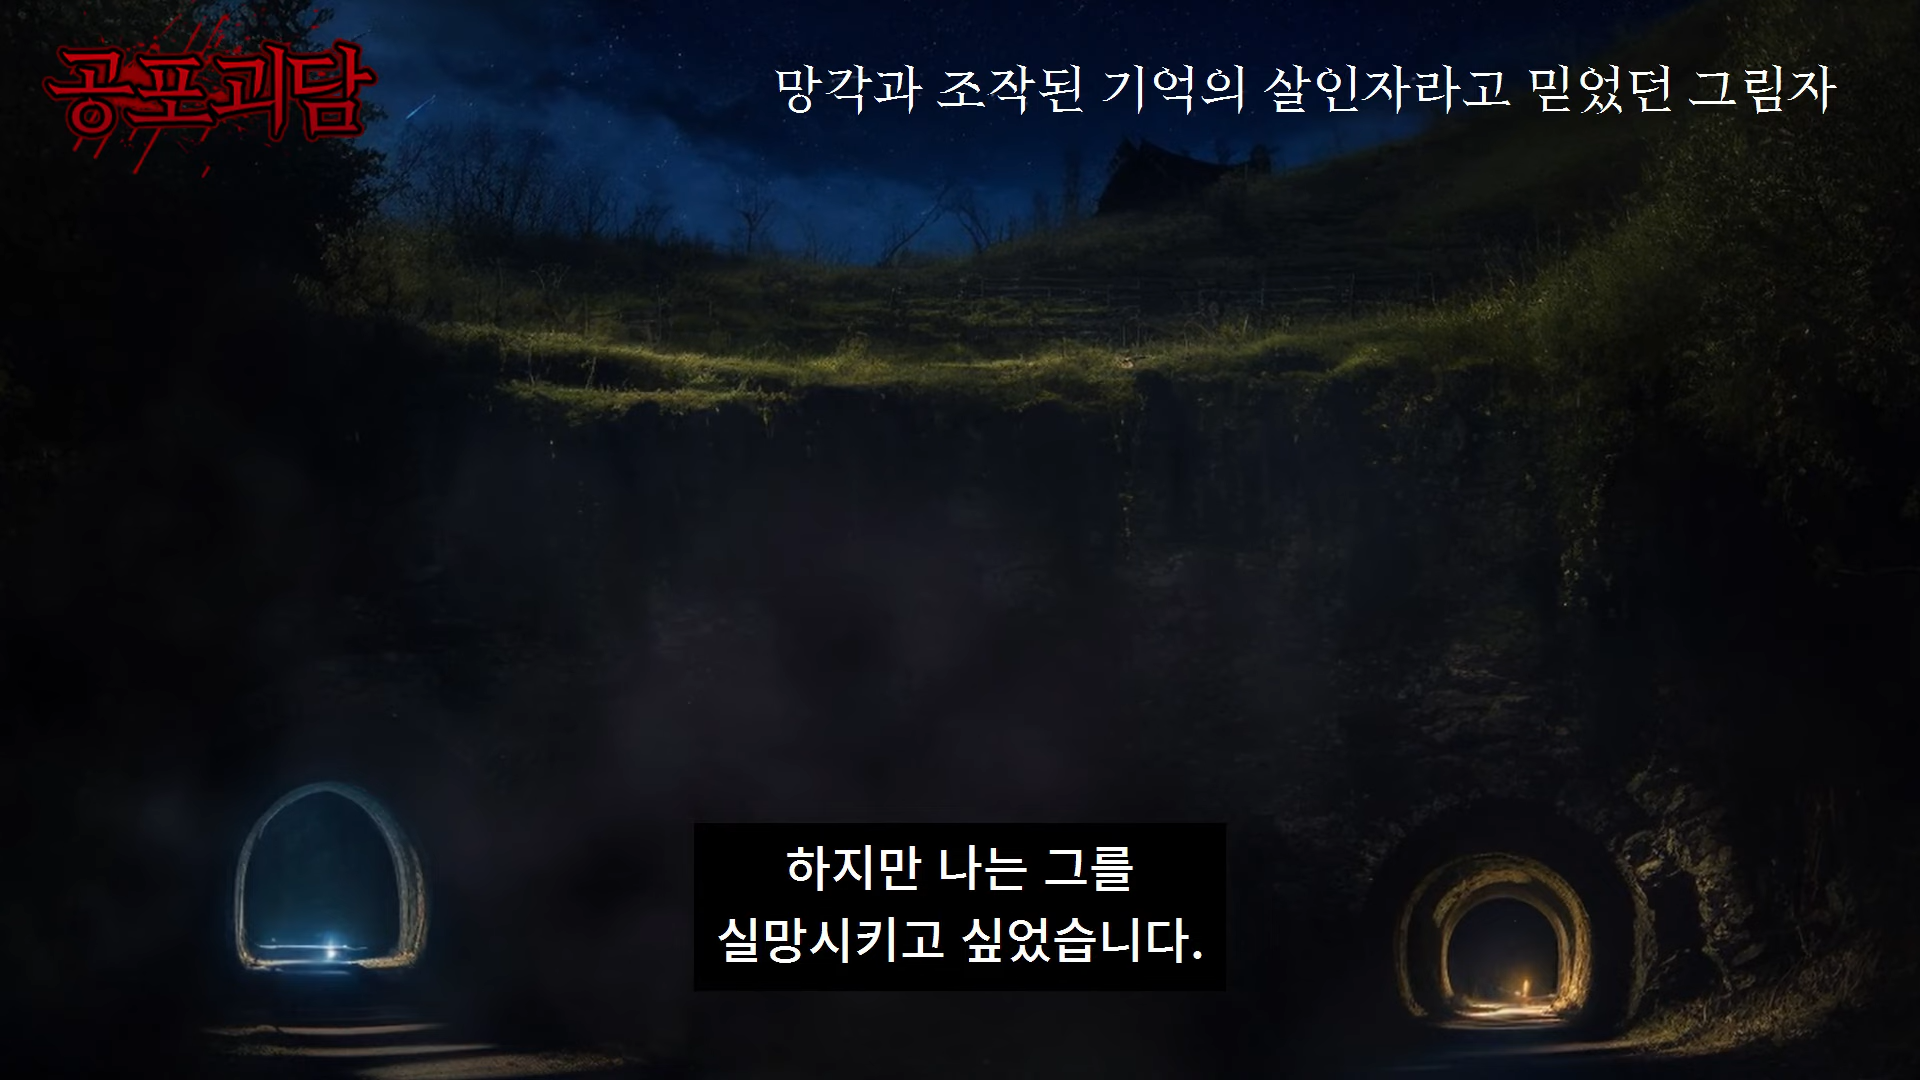 공포괴담
망각과 조작된 기억의 살인자라고 믿었던 그림자
하지만 나는 그를
실망시키고 싶었습니다.